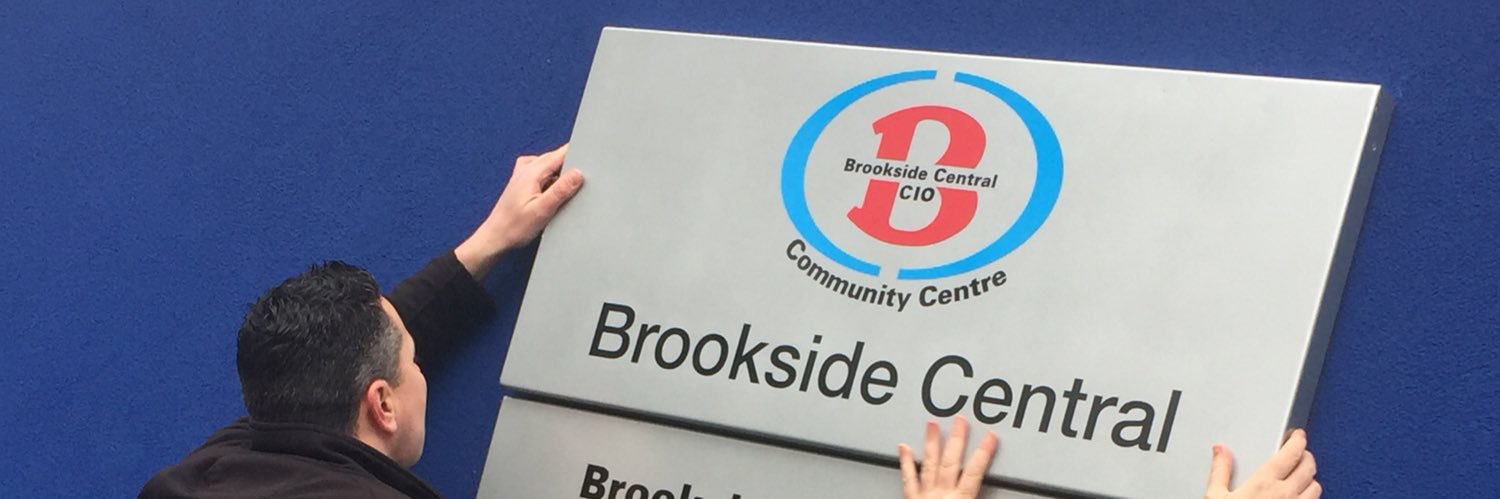 Brookside Central
CIO
Community Centre
Brookside Central